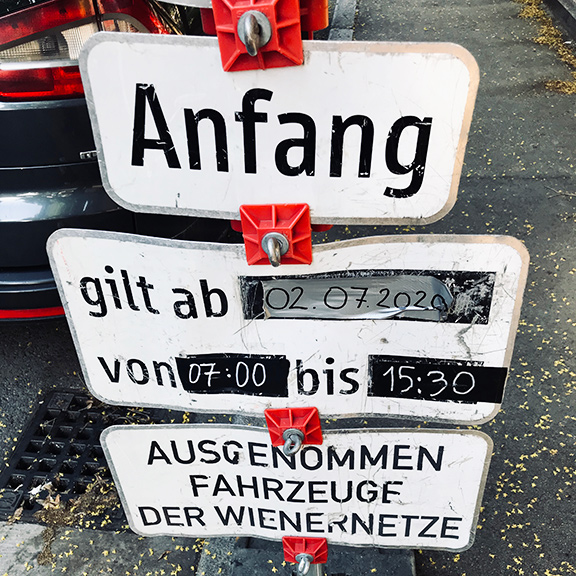 Anfang
gilt ab 02.07.2020
von 07:00 bis 15:30
AUSGENOMMEN
FAHRZEUGE
DER WIENERNETZE